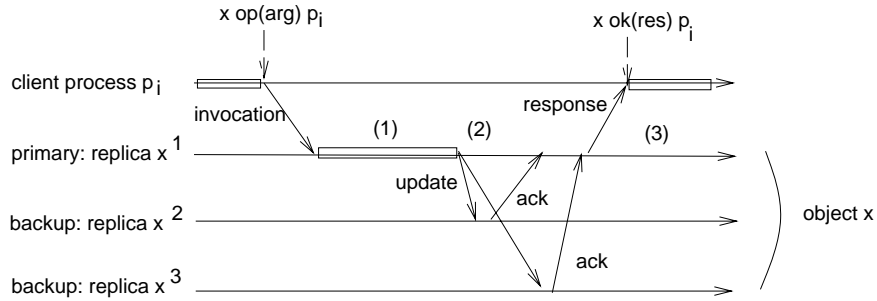 x op(arg) p i
x ok(res) p i
client process p i
invocation
response
(1)
(2)
(3)
primary: replica x 1
update
ack
object x
backup: replica x 2
ack
backup: replica x 3